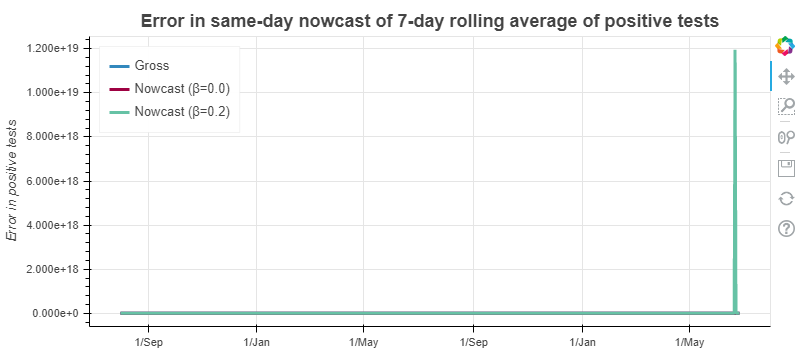 Error in same-day nowcast of 7-day rolling average of positive tests
1.200e+19
1.000e+19
8.000e+18
6.000e+18
4.000e+18
2.000e+18
0.000e+0
Error in positive tests
Gross
Nowcast (β=0.0)
Nowcast (β=0.2)
1/Sep
1/Jan
1/May
1/Sep
1/Jan
1/May